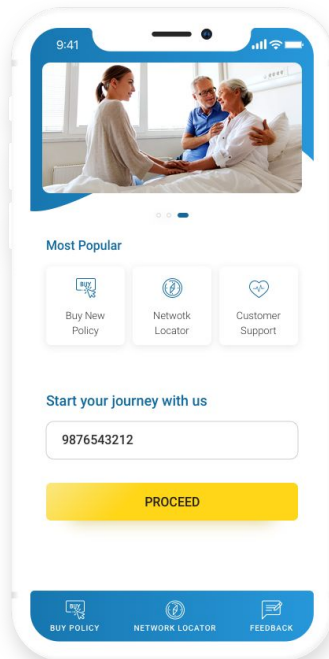 9:41
Most Popular
BUY
Buy New
Policy
Netwotk
Locator
Customer
Support
Start your journey with us
9876543212
PROCEED
BUY
BUY POLICY
NETWORK LOCATOR
FEEDBACK